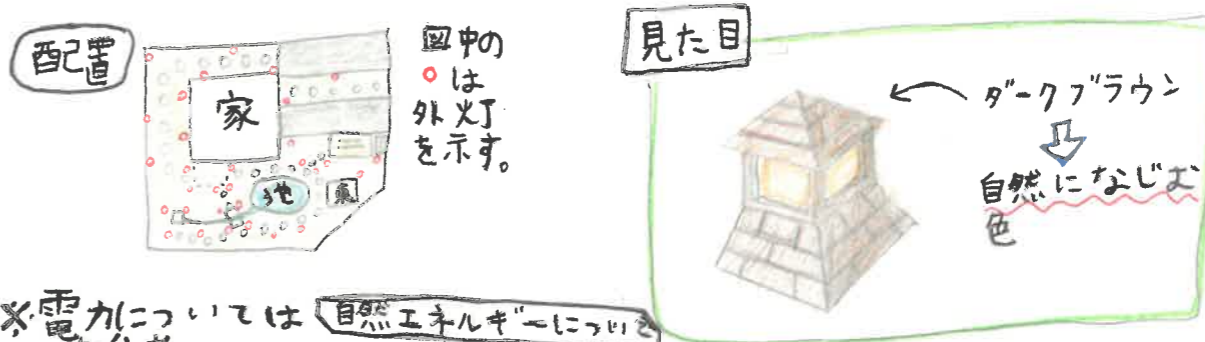 配置
家
池
図中の
○は
外灯
を示す。
見た目
ダークブラウン
自然になじむ
色
※電力については 自然エネルギーについて